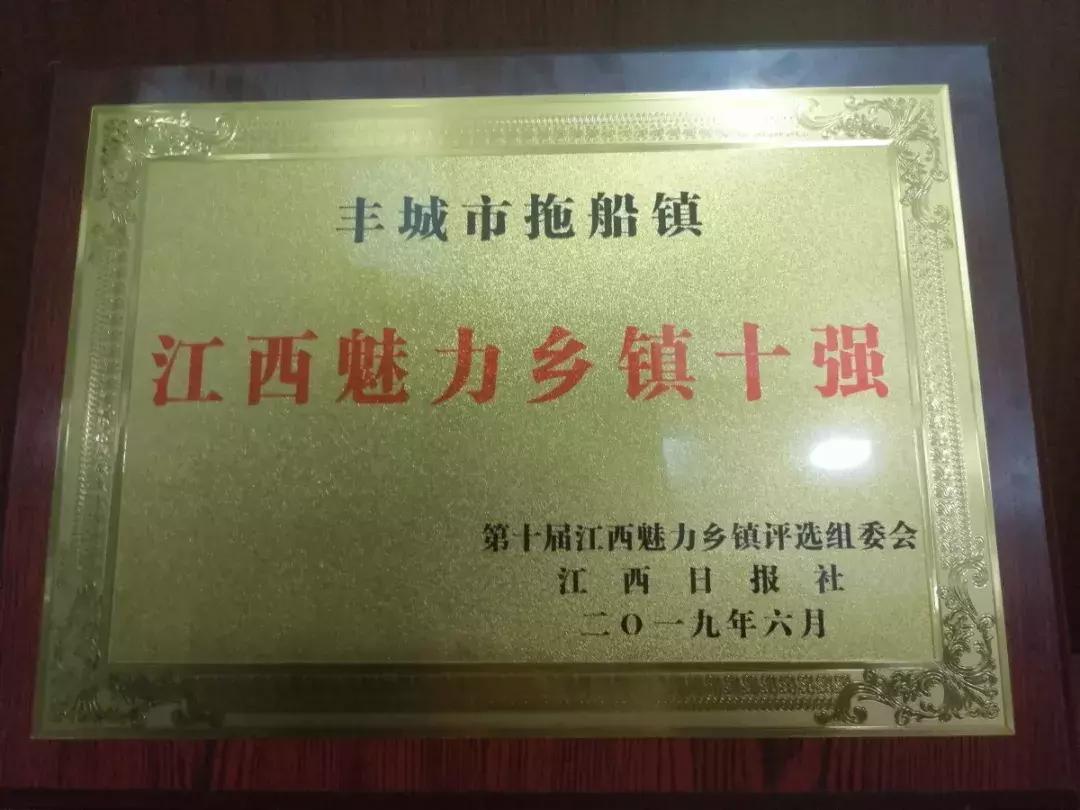 丰城市拖船镇
江西魅力乡镇十强
第十届江西魅力乡镇评选组委会
江西日报社
二〇一九年六月